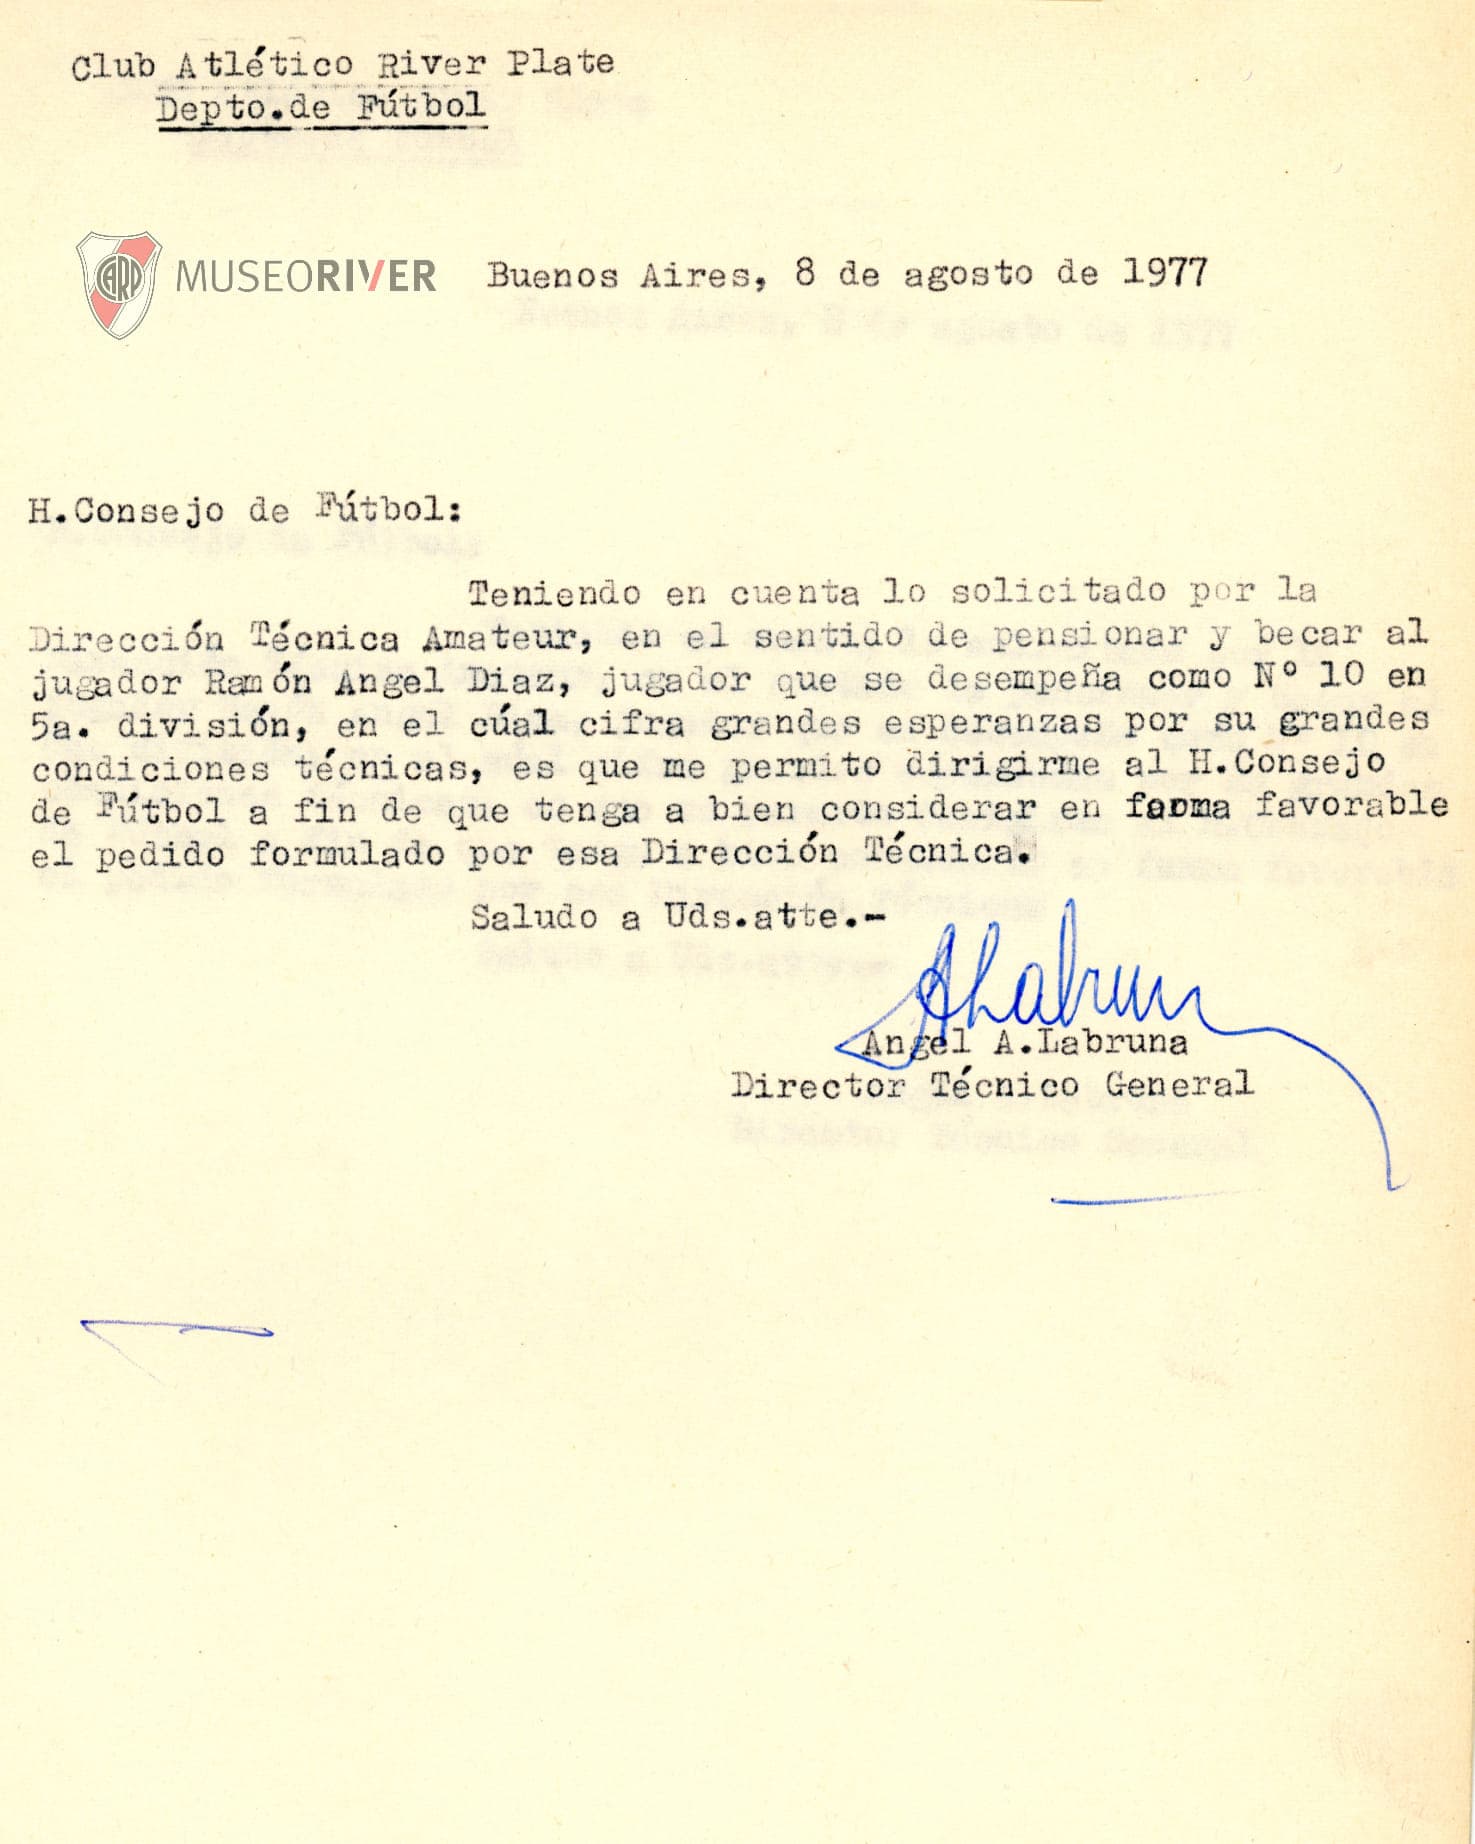 Club Atlético River Plate
Depto.de Fútbol
CARP
MUSEORIVER
Buenos Aires, 8 de agosto de 1977
H.Consejo de Fútbol:
Teniendo en cuenta lo solicitado por la
Dirección Técnica Amateur, en el sentido de pensionar y becar al
jugador Ramón Angel Diaz, jugador que se desempeña como Nº 10 en
5a. división, en el cúal cifra grandes esperanzas por su grandes
condiciones técnicas, es que me permito dirigirme al H.Consejo
de Fútbol a fin de que tenga a bien considerar en forma favorable
el pedido formulado por esa Dirección Técnica.
Saludo a Uds.atte.-
ALabruna
Angel A.Labruna
Director Técnico General